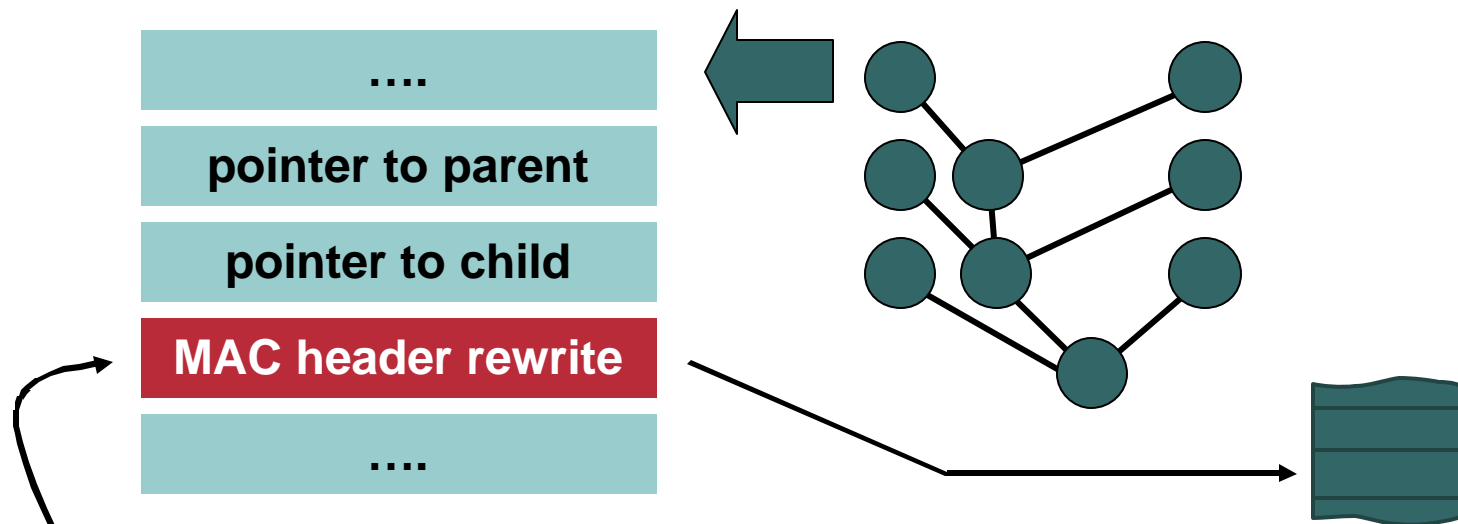 ....
pointer to parent
pointer to child
MAC header rewrite
....